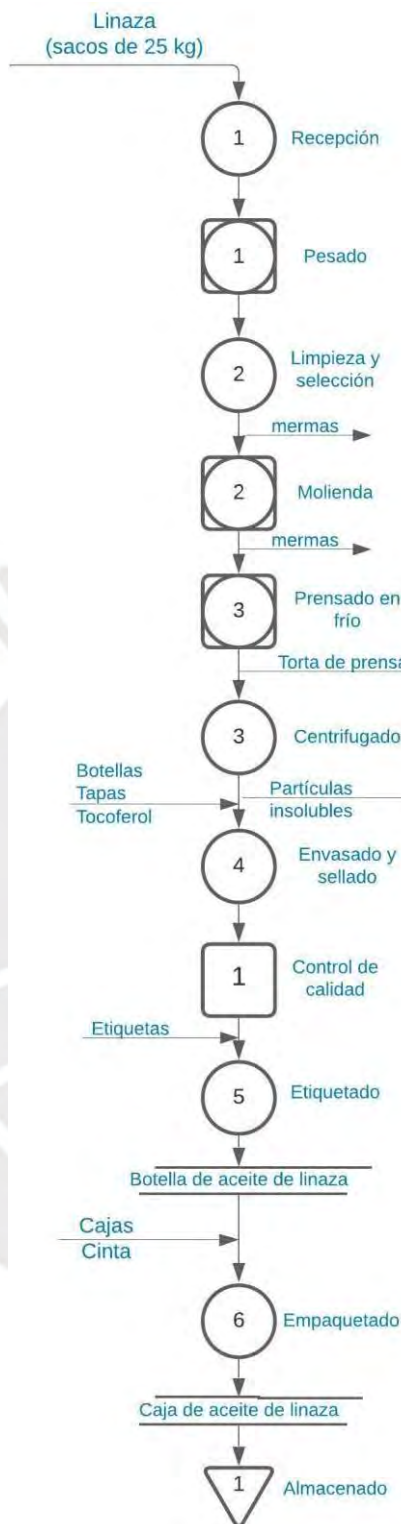 Linaza
(sacos de 25 kg)
1
Recepción
1
Pesado
2
Limpieza y
selección
mermas
2
Molienda
mermas
3
Prensado en
frío
Torta de prensa
3
Centrifugado
Botellas
Tapas
Tocoferol
Partículas
insolubles
4
Envasado y
sellado
1
Control de
calidad
Etiquetas
5
Etiquetado
Botella de aceite de linaza
Cajas
Cinta
6
Empaquetado
Caja de aceite de linaza
1
Almacenado